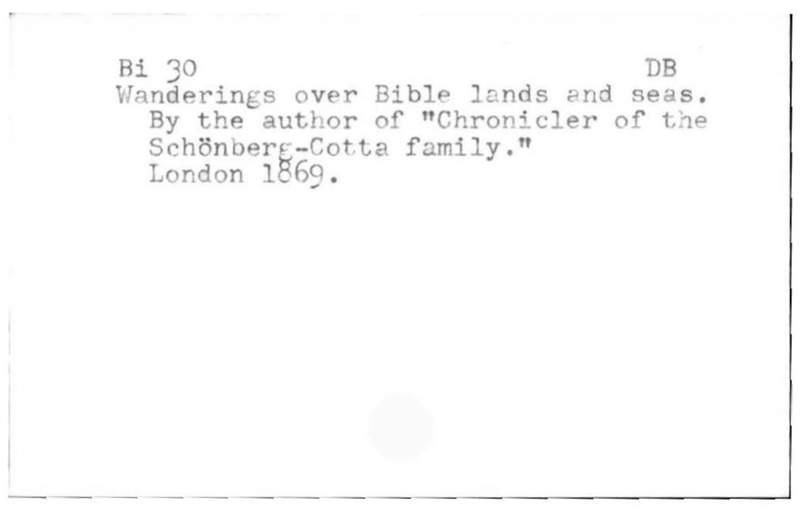 Bi 30 DB
Wanderings over Bible lands and seas.
By the author of "Chronicler of the
Schönberg-Cotta family."
London 1869.